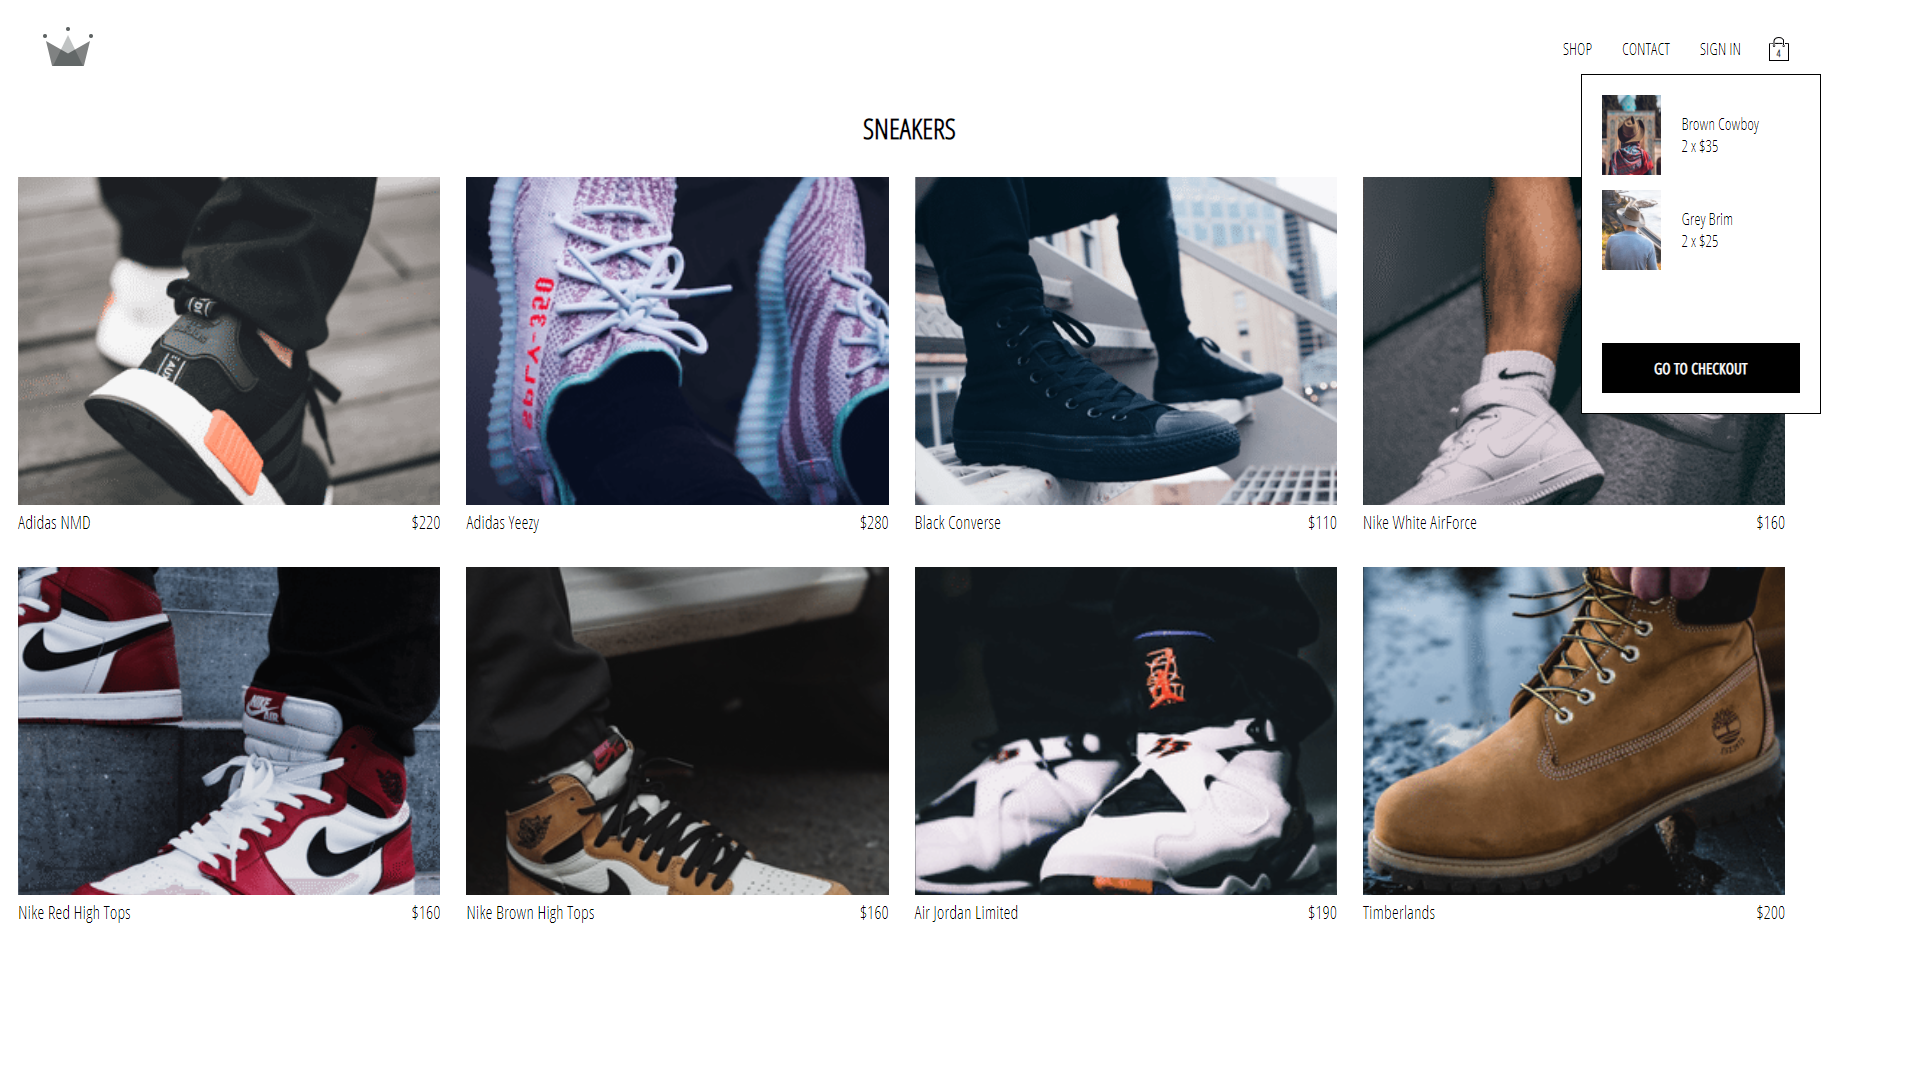 SHOP CONTACT SIGN IN 4
SNEAKERS
Brown Cowboy
2 x $35
Grey Brim
2 x $25
GO TO CHECKOUT
Adidas NMD $220
Adidas Yeezy $280
Black Converse $110
Nike White AirForce $160
NIKE
AIR
Nike Red High Tops $160
Nike Brown High Tops $160
Air Jordan Limited $190
Timberlands $200